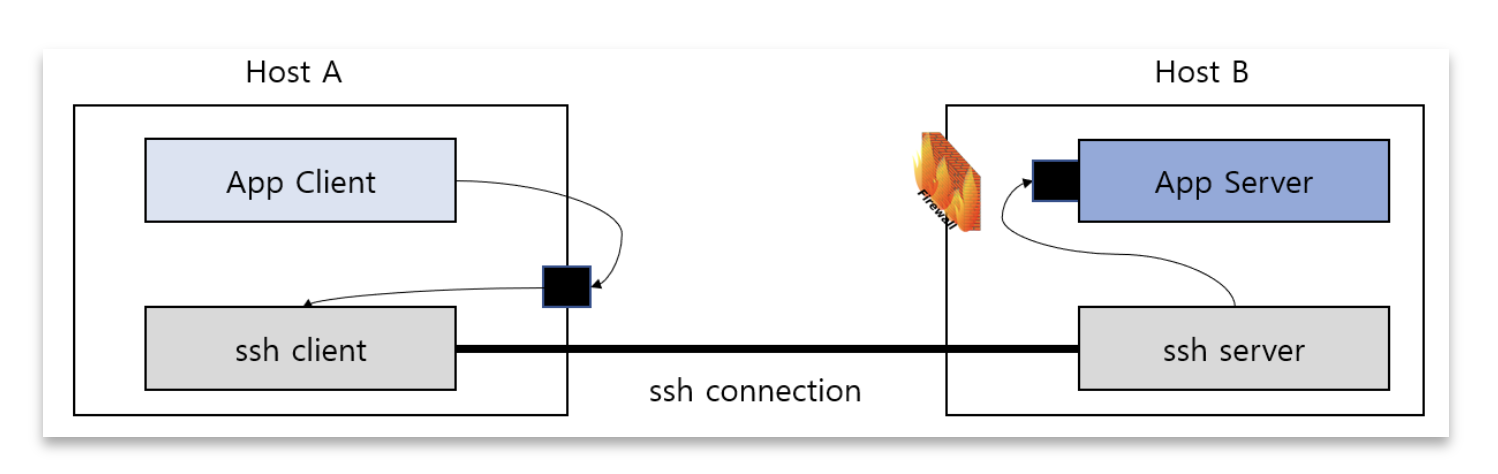 Host A
Host B
App Client
Firewall
App Server
ssh client
ssh server
ssh connection